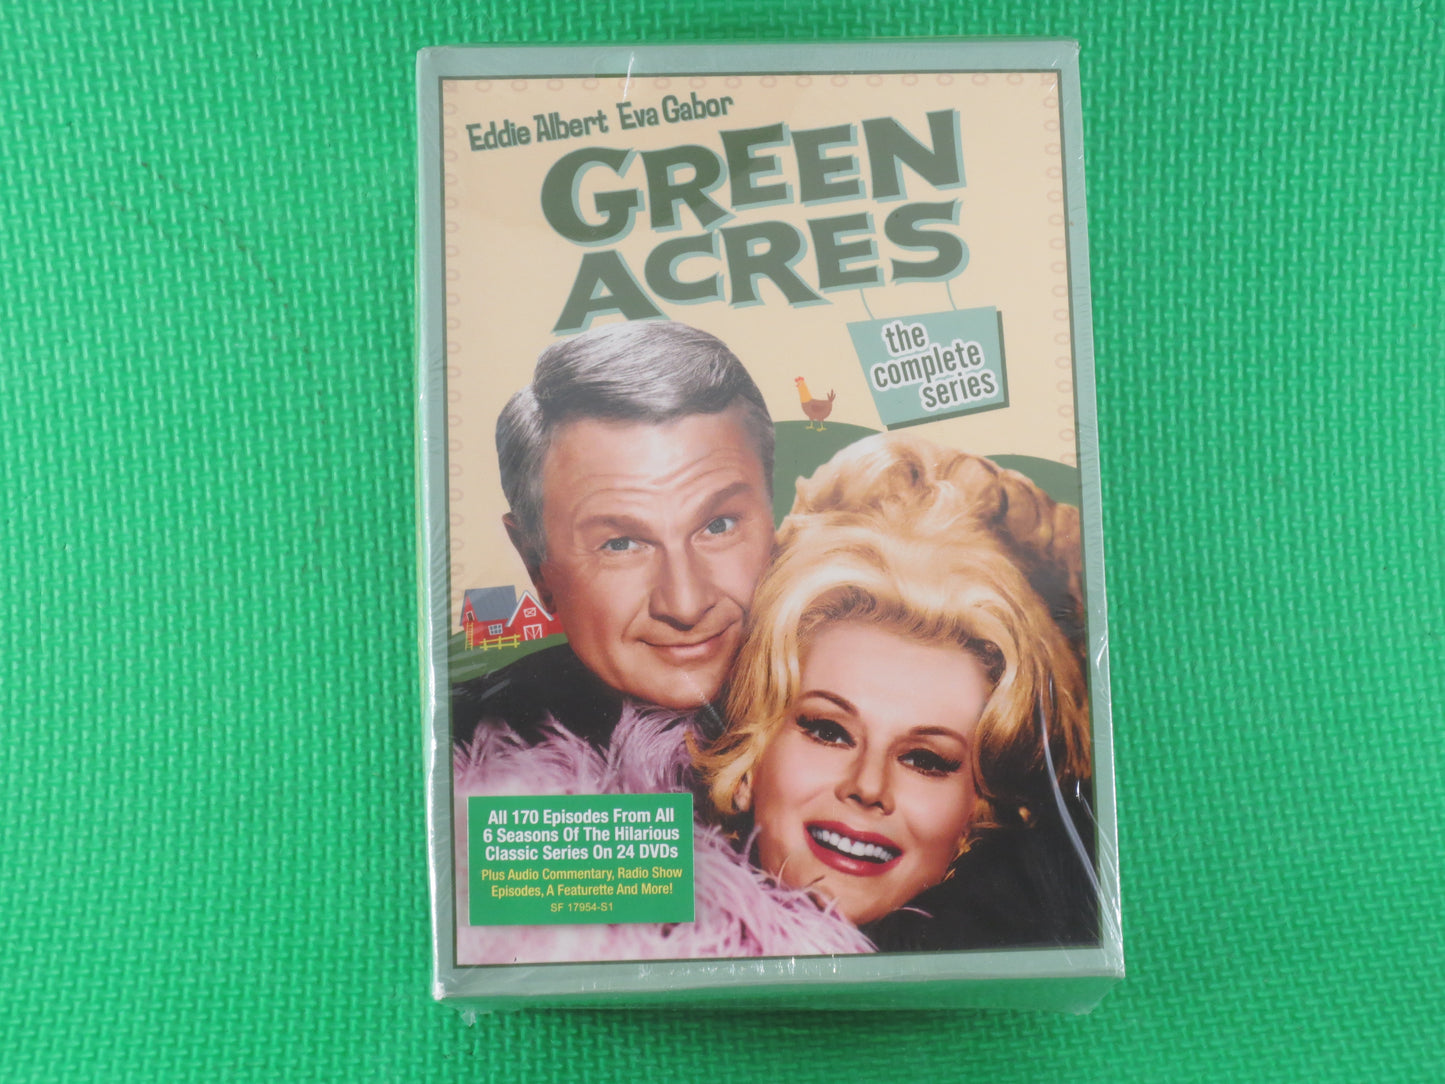 Eddie Albert Eva Gabor
GREEN
ACRES
the
complete
series
All 170 Episodes From All
6 Seasons Of The Hilarious
Classic Series On 24 DVDs
Plus Audio Commentary, Radio Show
Episodes, A Featurette And More!
SF 17954-S1